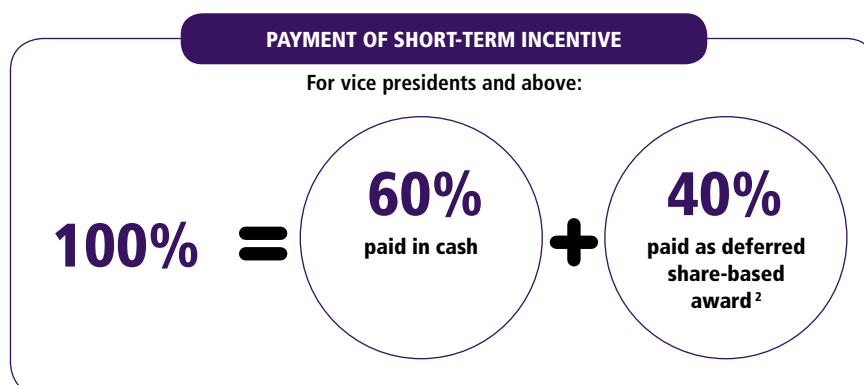 PAYMENT OF SHORT-TERM INCENTIVE
For vice presidents and above:
100% = 60% + 40%
paid in cash
paid as deferred
share-based
award ²